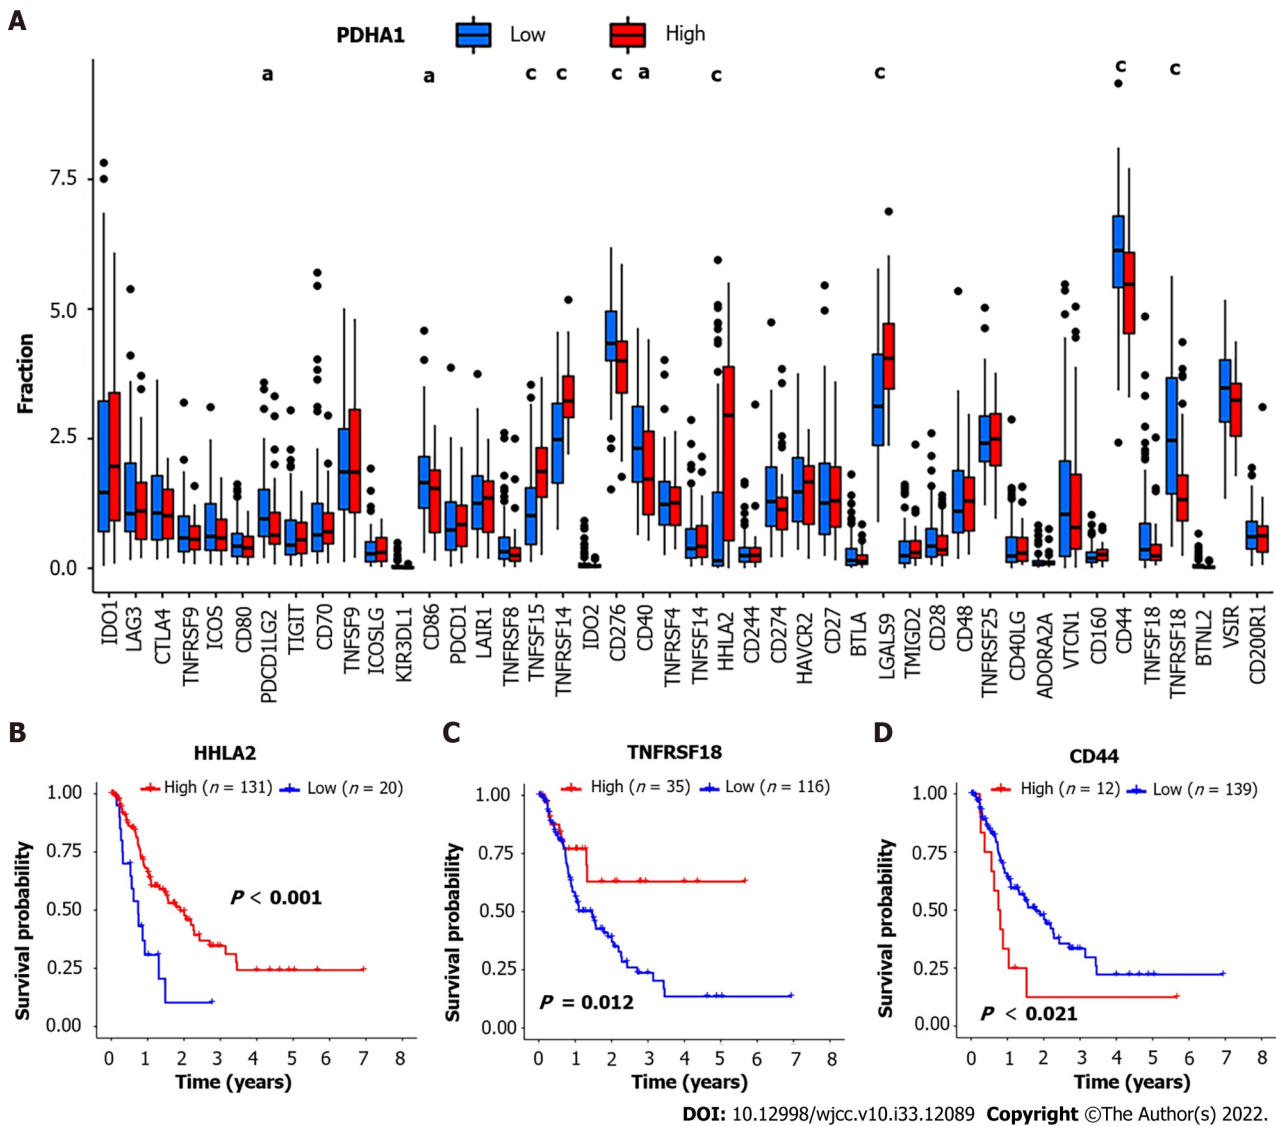 A
PDHA1 Low High
a a c c c a c c c c
Fraction
7.5
5.0
2.5
0.0
IDO1 LAG3 CTLA4 TNFRSF9 ICOS CD80 PDCD1LG2 TIGIT CD70 TNFSF9 ICOSLG KIR3DL1 CD86 PDCD1 LAIR1 TNFRSF8 TNFSF15 TNFRSF14 IDO2 CD276 CD40 TNFRSF4 TNFSF14 HHLA2 CD244 CD274 HAVCR2 CD27 BTLA LGALS9 TMIGD2 CD28 CD48 TNFRSF25 CD40LG ADORA2A VTCN1 CD160 CD44 TNFSF18 TNFRSF18 BTNL2 VSIR CD200R1
B
HHLA2
High (n = 131) Low (n = 20)
Survival probability
1.00
0.75
0.50
0.25
0.00
P < 0.001
0 1 2 3 4 5 6 7 8
Time (years)
C
TNFRSF18
High (n = 35) Low (n = 116)
Survival probability
1.00
0.75
0.50
0.25
0.00
P = 0.012
0 1 2 3 4 5 6 7 8
Time (years)
D
CD44
High (n = 12) Low (n = 139)
Survival probability
1.00
0.75
0.50
0.25
0.00
P < 0.021
0 1 2 3 4 5 6 7 8
Time (years)
DOI: 10.12998/wjcc.v10.i33.12089 Copyright ©The Author(s) 2022.